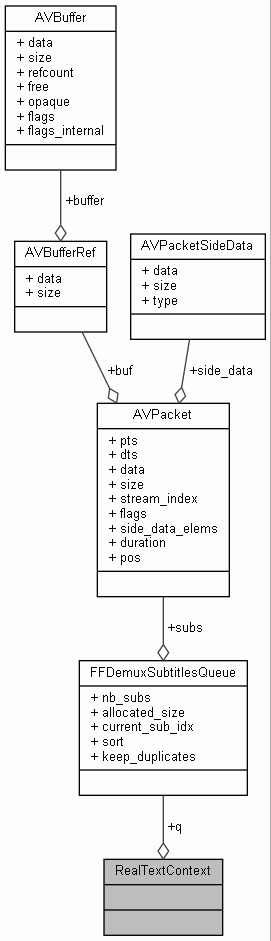 AVBuffer
+ data
+ size
+ refcount
+ free
+ opaque
+ flags
+ flags_internal
+buffer
AVBufferRef
+ data
+ size
AVPacketSideData
+ data
+ size
+ type
+buf
+side_data
AVPacket
+ pts
+ dts
+ data
+ size
+ stream_index
+ flags
+ side_data_elems
+ duration
+ pos
+subs
FFDemuxSubtitlesQueue
+ nb_subs
+ allocated_size
+ current_sub_idx
+ sort
+ keep_duplicates
+q
RealTextContext